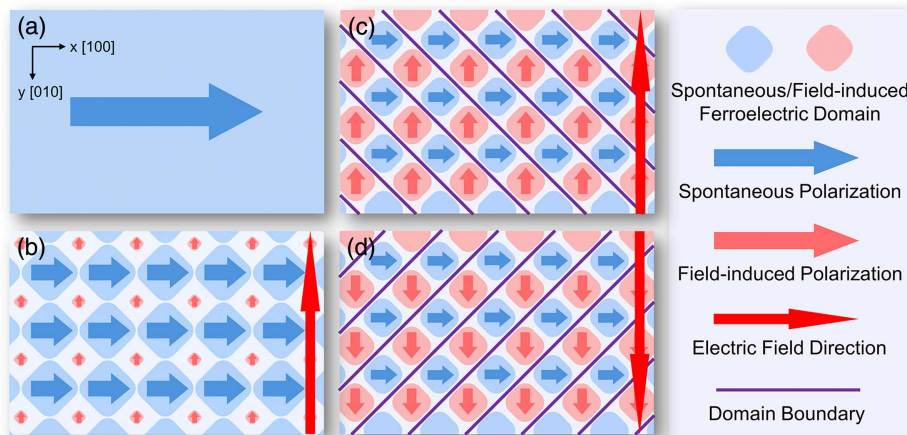 (a)
x [100]
y [010]
(b)
(c)
(d)
Spontaneous/Field-induced
Ferroelectric Domain
Spontaneous Polarization
Field-induced Polarization
Electric Field Direction
Domain Boundary